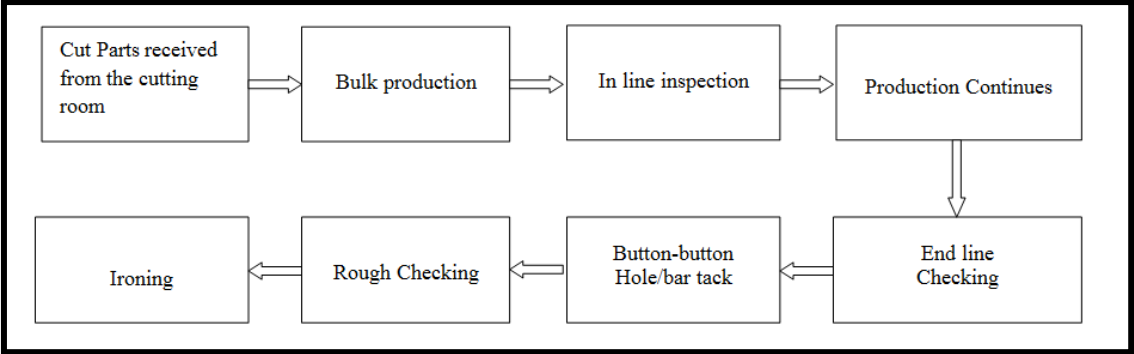 Cut Parts received
from the cutting
room
Bulk production
In line inspection
Production Continues
End line
Checking
Button-button
Hole/bar tack
Rough Checking
Ironing